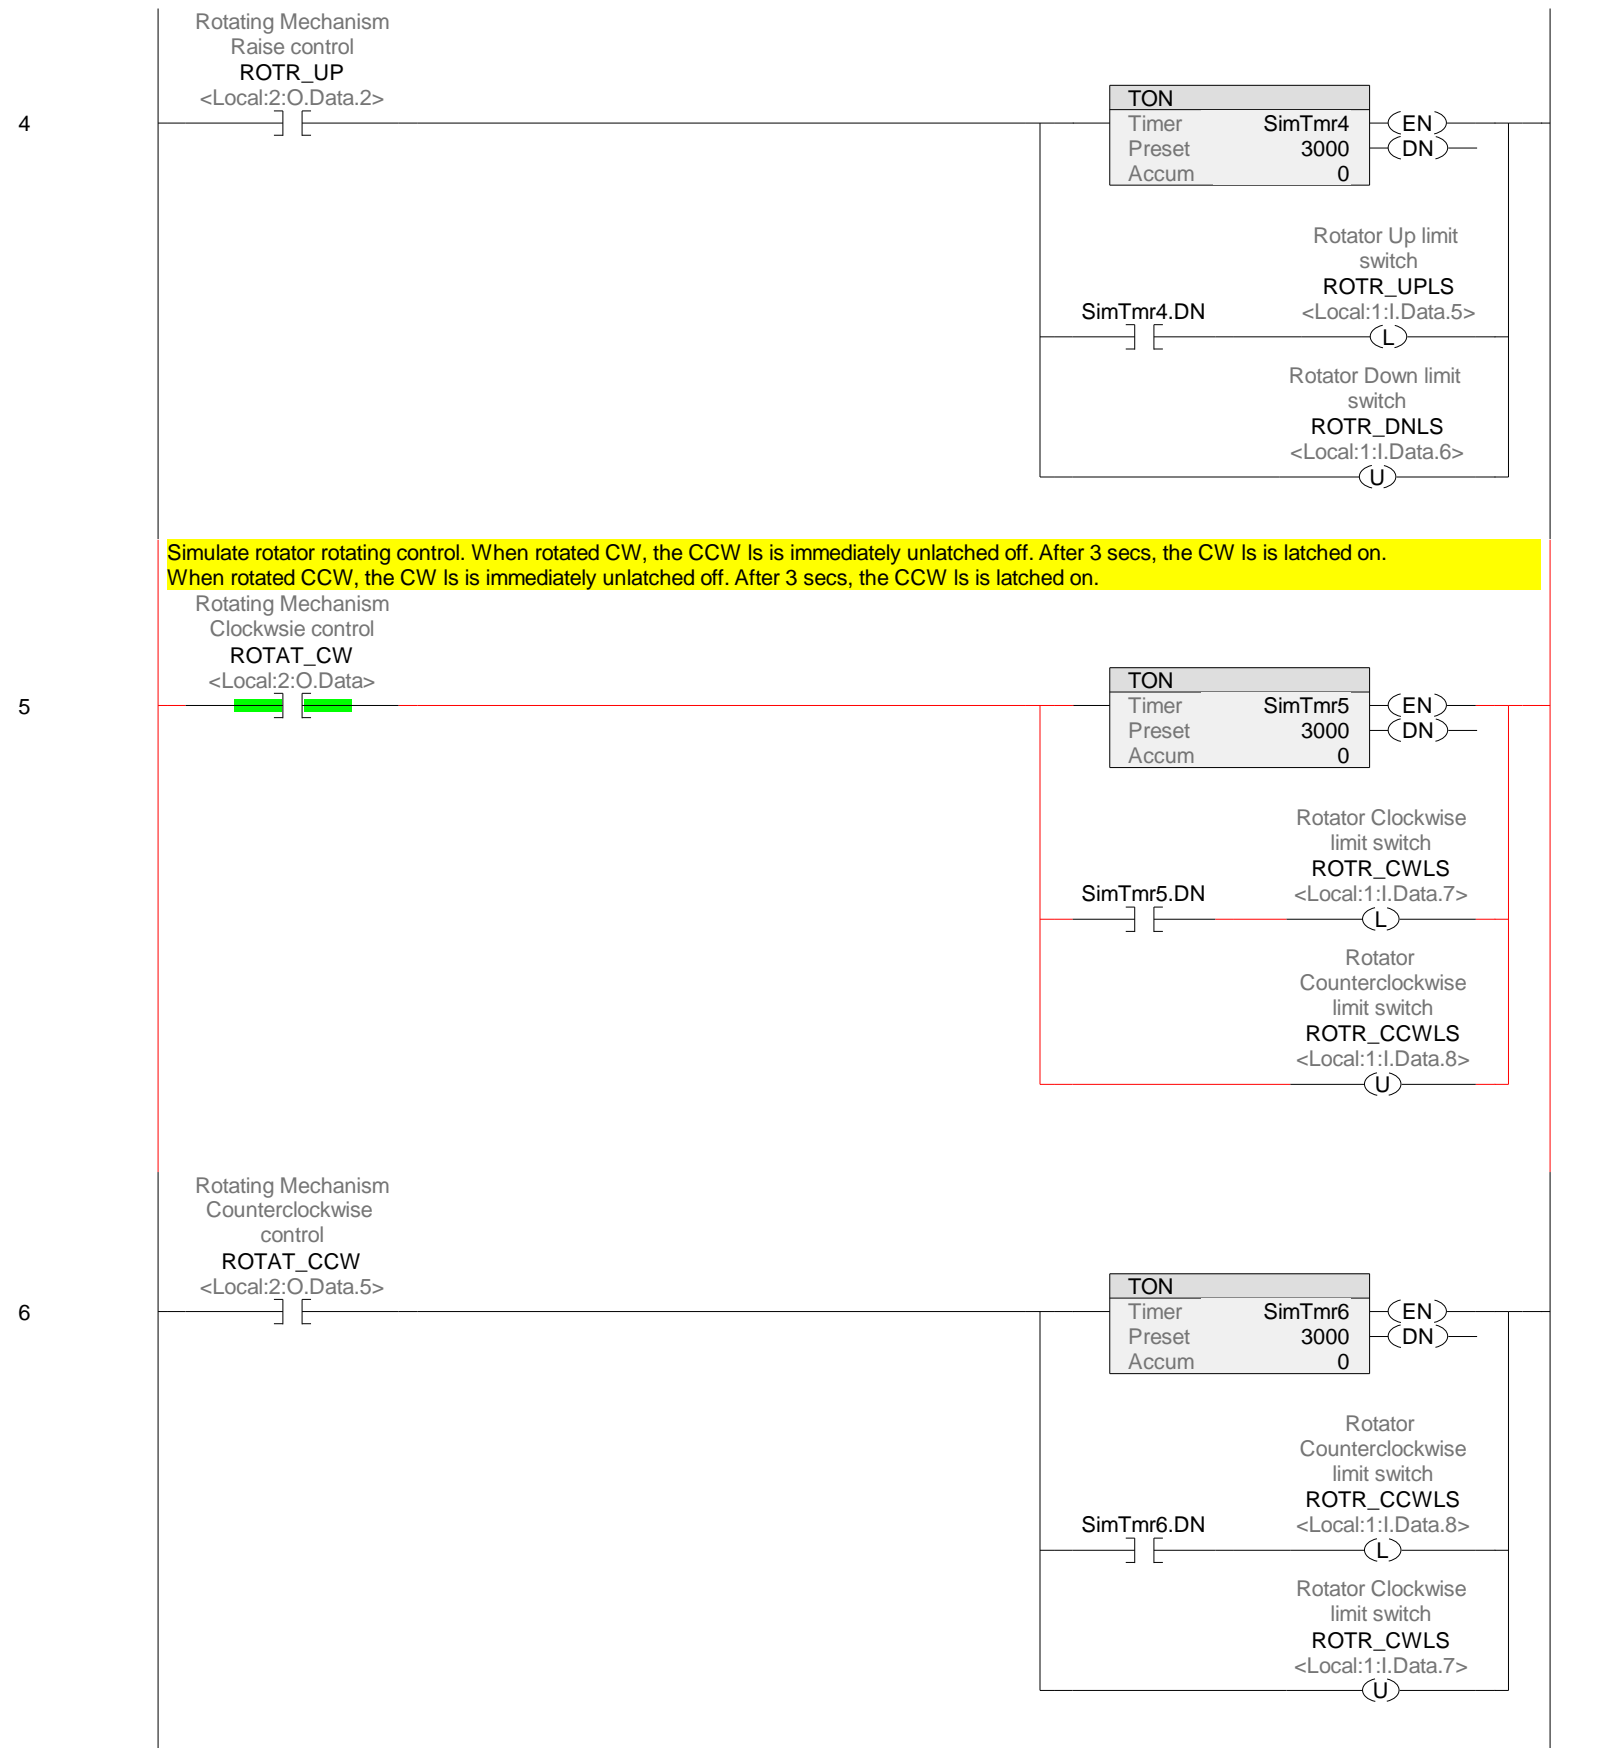 Rotating Mechanism
Raise control
ROTR_UP
<Local:2:O.Data.2>
4
TON
Timer SimTmr4
Preset 3000
Accum 0
EN
DN
Rotator Up limit
switch
ROTR_UPLS
<Local:1:I.Data.5>
SimTmr4.DN
L
Rotator Down limit
switch
ROTR_DNLS
<Local:1:I.Data.6>
U
Simulate rotator rotating control. When rotated CW, the CCW ls is immediately unlatched off. After 3 secs, the CW ls is latched on.
When rotated CCW, the CW ls is immediately unlatched off. After 3 secs, the CCW ls is latched on.
Rotating Mechanism
Clockwsie control
ROTAT_CW
<Local:2:O.Data>
5
TON
Timer SimTmr5
Preset 3000
Accum 0
EN
DN
Rotator Clockwise
limit switch
ROTR_CWLS
<Local:1:I.Data.7>
SimTmr5.DN
L
Rotator
Counterclockwise
limit switch
ROTR_CCWLS
<Local:1:I.Data.8>
U
Rotating Mechanism
Counterclockwise
control
ROTAT_CCW
<Local:2:O.Data.5>
6
TON
Timer SimTmr6
Preset 3000
Accum 0
EN
DN
Rotator
Counterclockwise
limit switch
ROTR_CCWLS
<Local:1:I.Data.8>
SimTmr6.DN
L
Rotator Clockwise
limit switch
ROTR_CWLS
<Local:1:I.Data.7>
U